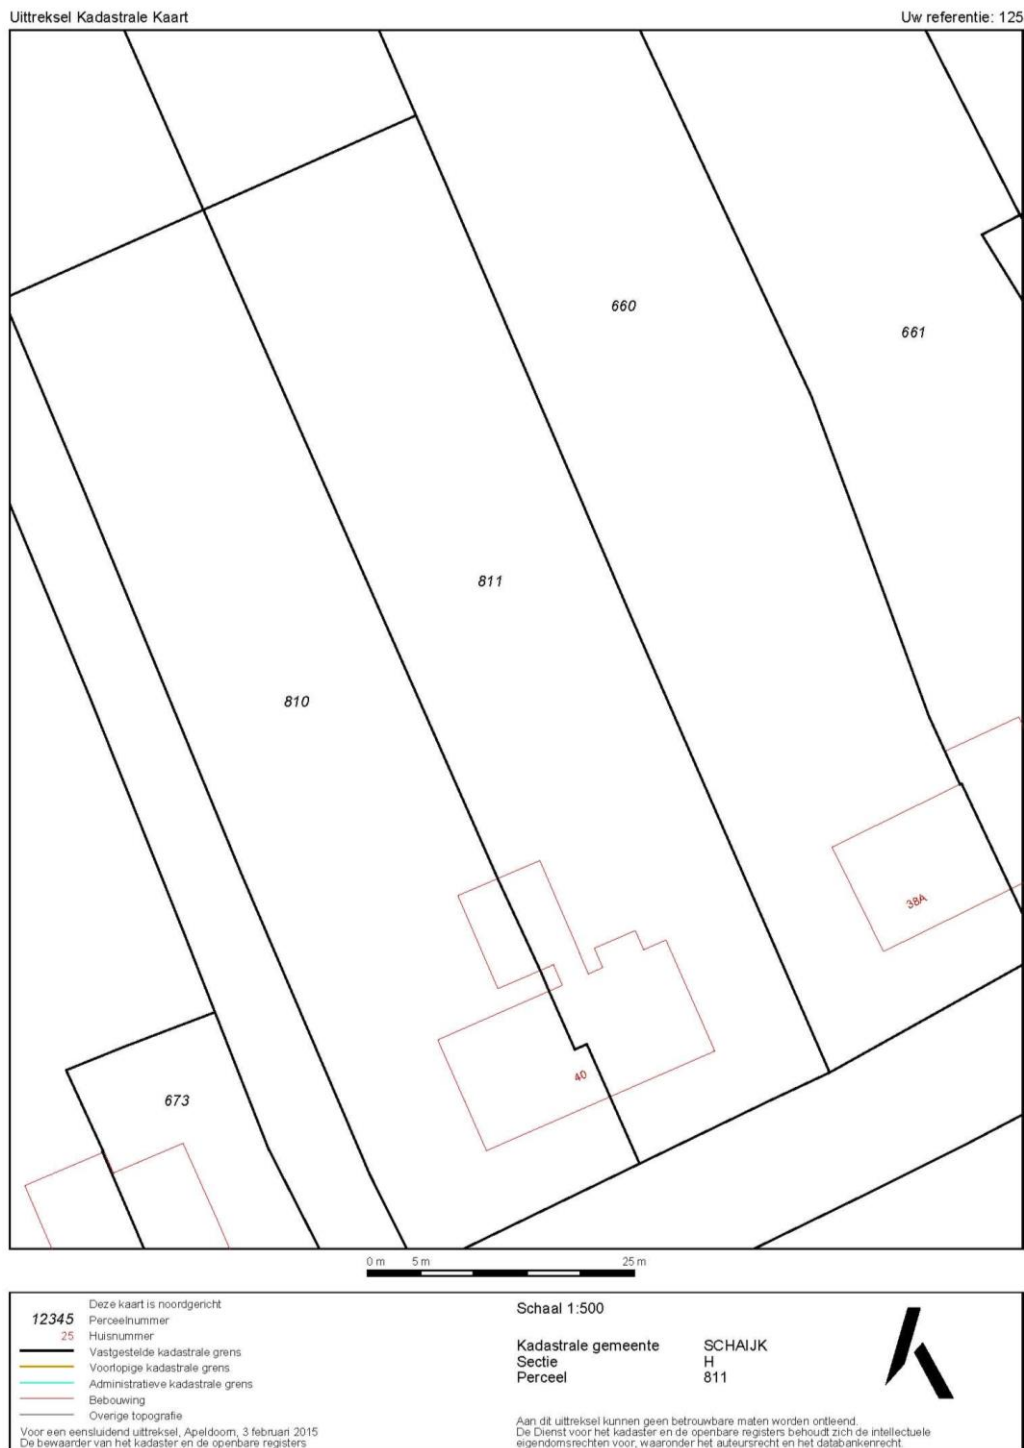 Uittreksel Kadastrale Kaart
Uw referentie: 125
660
661
811
810
38A
40
673
0 m 5 m 25 m
Deze kaart is noordgericht
12345 Perceelnummer
25 Huisnummer
Vastgestelde kadastrale grens
Voorlopige kadastrale grens
Administratieve kadastrale grens
Bebouwing
Overige topografie
Voor een eensluidend uittreksel, Apeldoorn, 3 februari 2015
De bewaarder van het kadaster en de openbare registers
Schaal 1:500
Kadastrale gemeente SCHAIJK
Sectie H
Perceel 811
Aan dit uittreksel kunnen geen betrouwbare maten worden ontleend.
De Dienst voor het kadaster en de openbare registers behoudt zich de intellectuele
eigendomsrechten voor, waaronder het auteursrecht en het databankenrecht.